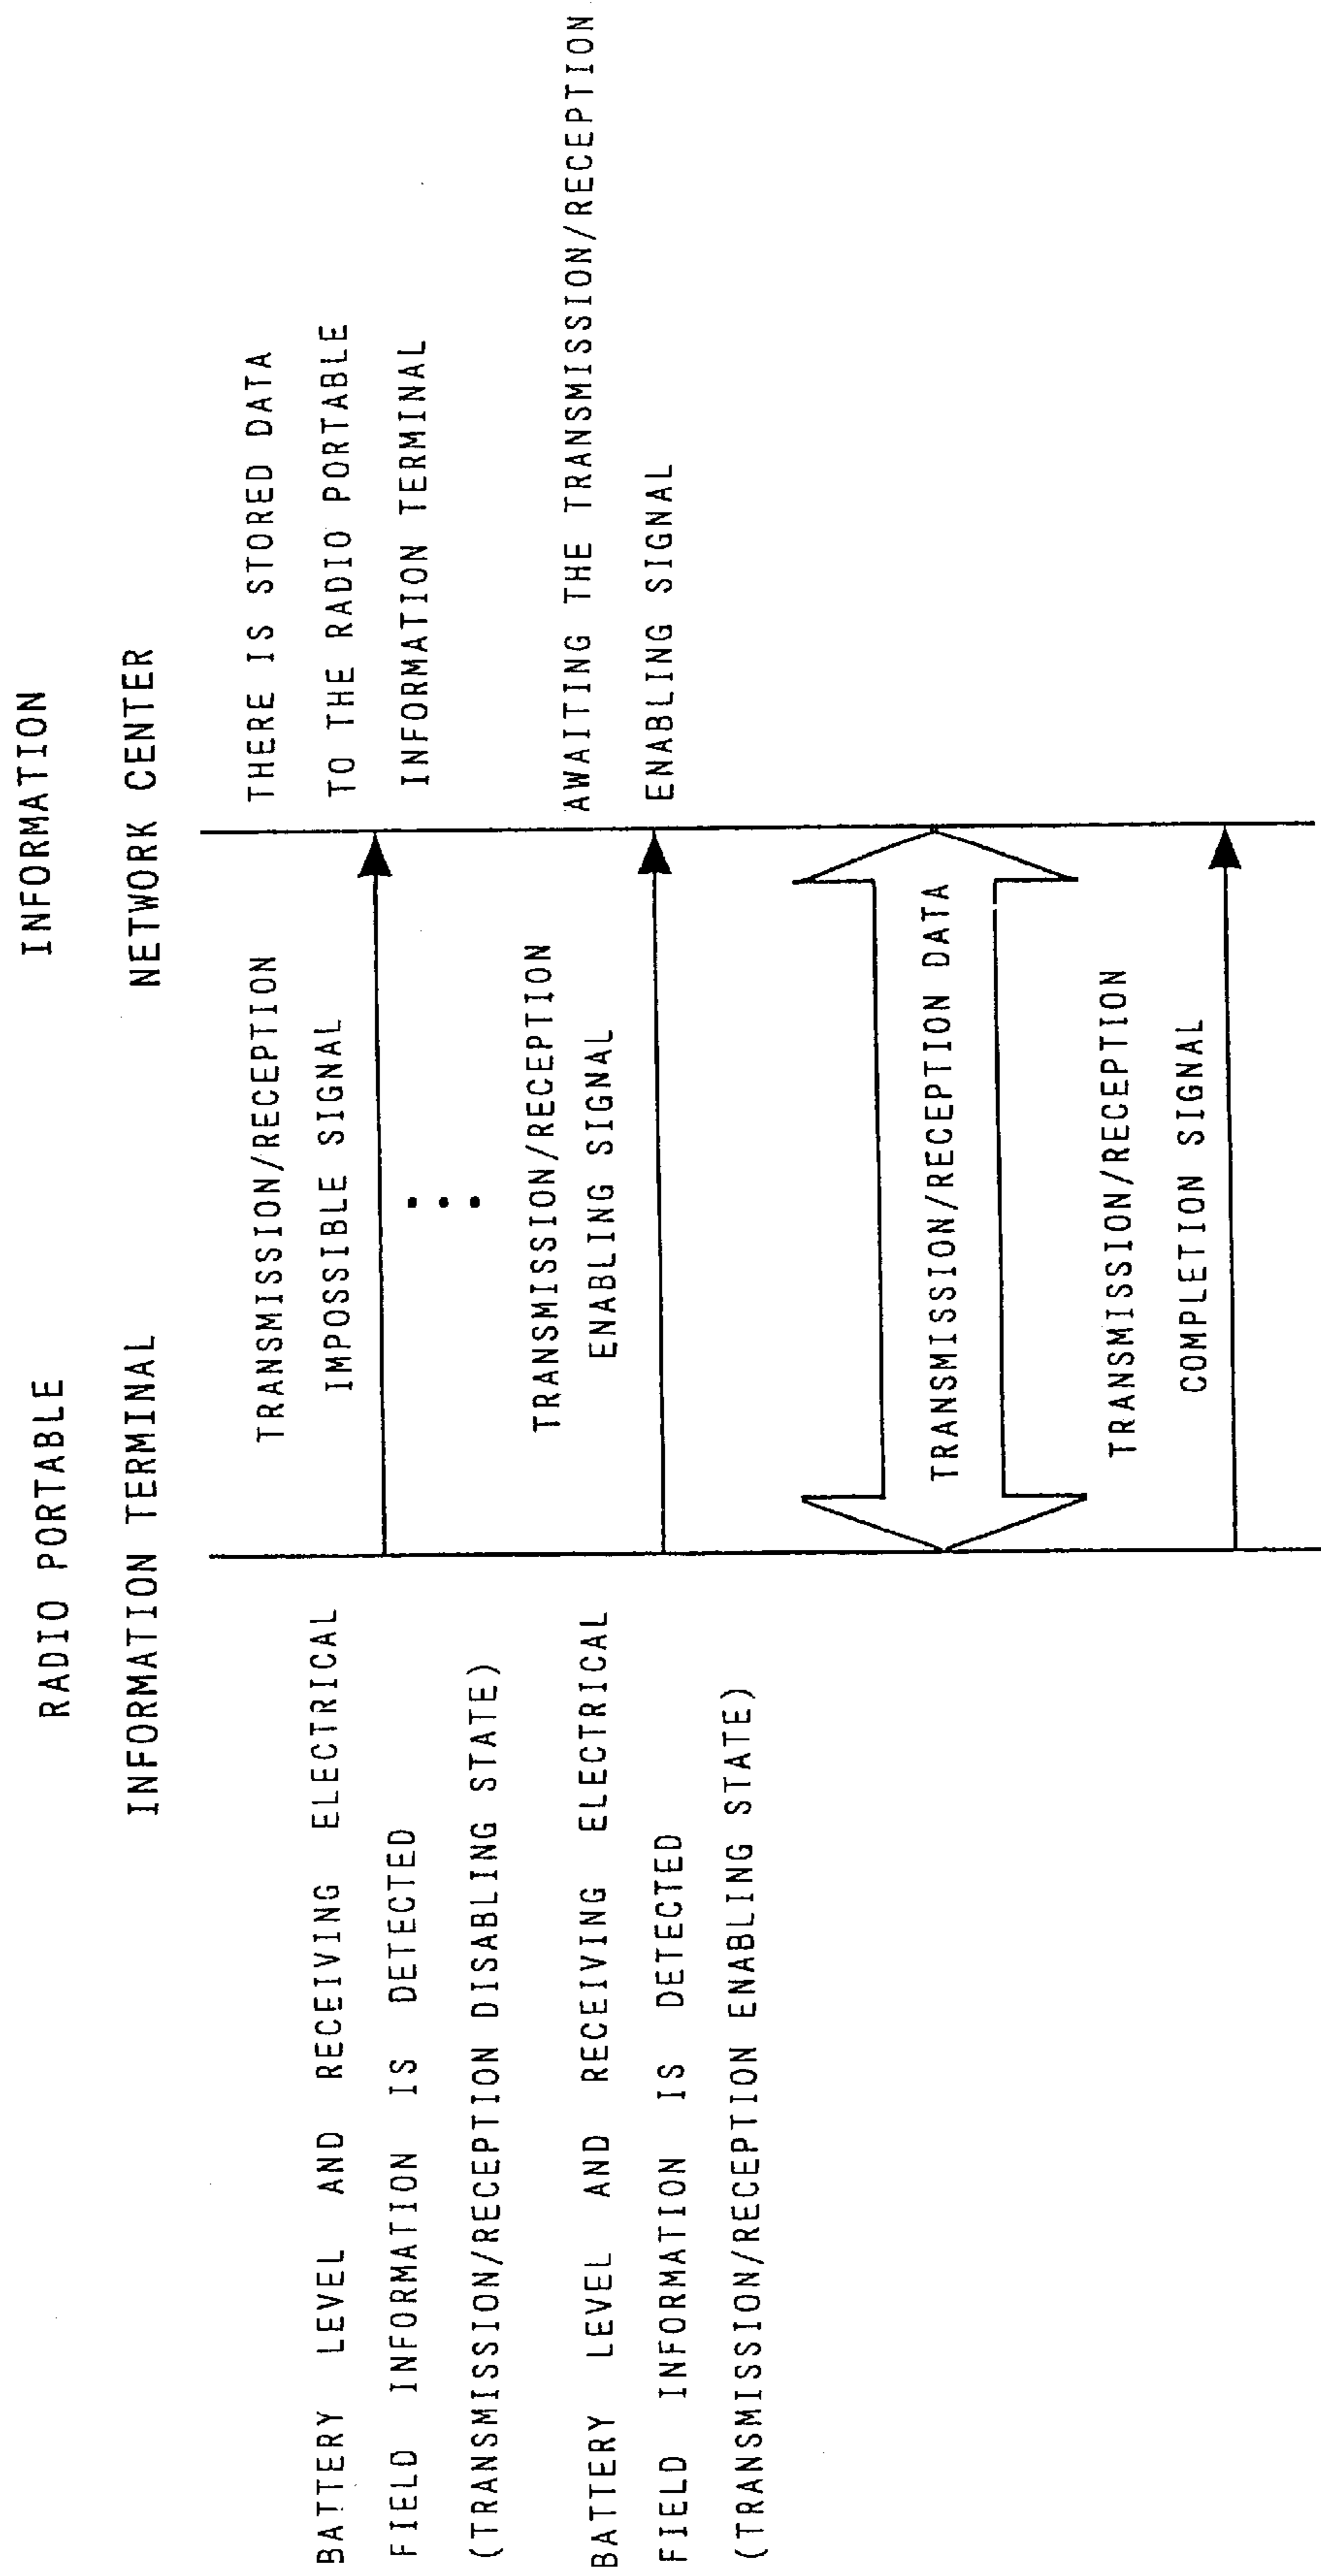 RADIO PORTABLE
INFORMATION TERMINAL
INFORMATION
NETWORK CENTER
BATTERY LEVEL AND RECEIVING ELECTRICAL
FIELD INFORMATION IS DETECTED
(TRANSMISSION/RECEPTION DISABLING STATE)
TRANSMISSION/RECEPTION
IMPOSSIBLE SIGNAL
THERE IS STORED DATA
TO THE RADIO PORTABLE
INFORMATION TERMINAL
BATTERY LEVEL AND RECEIVING ELECTRICAL
FIELD INFORMATION IS DETECTED
(TRANSMISSION/RECEPTION ENABLING STATE)
TRANSMISSION/RECEPTION
ENABLING SIGNAL
AWAITING THE TRANSMISSION/RECEPTION
ENABLING SIGNAL
TRANSMISSION/RECEPTION DATA
TRANSMISSION/RECEPTION
COMPLETION SIGNAL